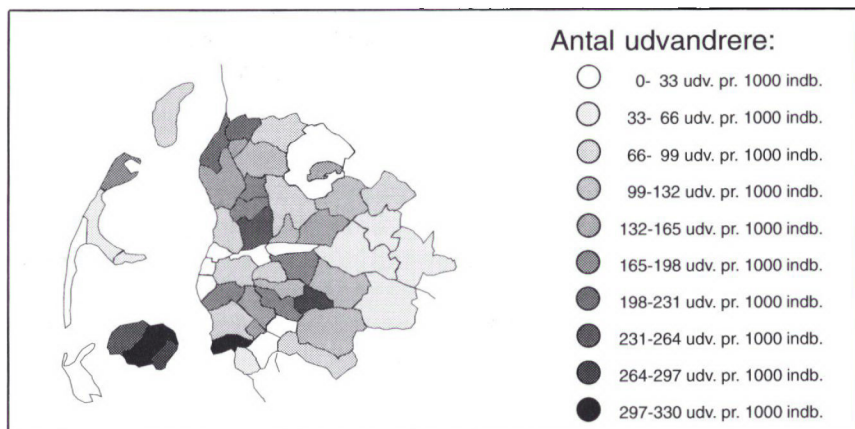 Antal udvandrere:
0- 33 udv. pr. 1000 indb.
33- 66 udv. pr. 1000 indb.
66- 99 udv. pr. 1000 indb.
99-132 udv. pr. 1000 indb.
132-165 udv. pr. 1000 indb.
165-198 udv. pr. 1000 indb.
198-231 udv. pr. 1000 indb.
231-264 udv. pr. 1000 indb.
264-297 udv. pr. 1000 indb.
297-330 udv. pr. 1000 indb.